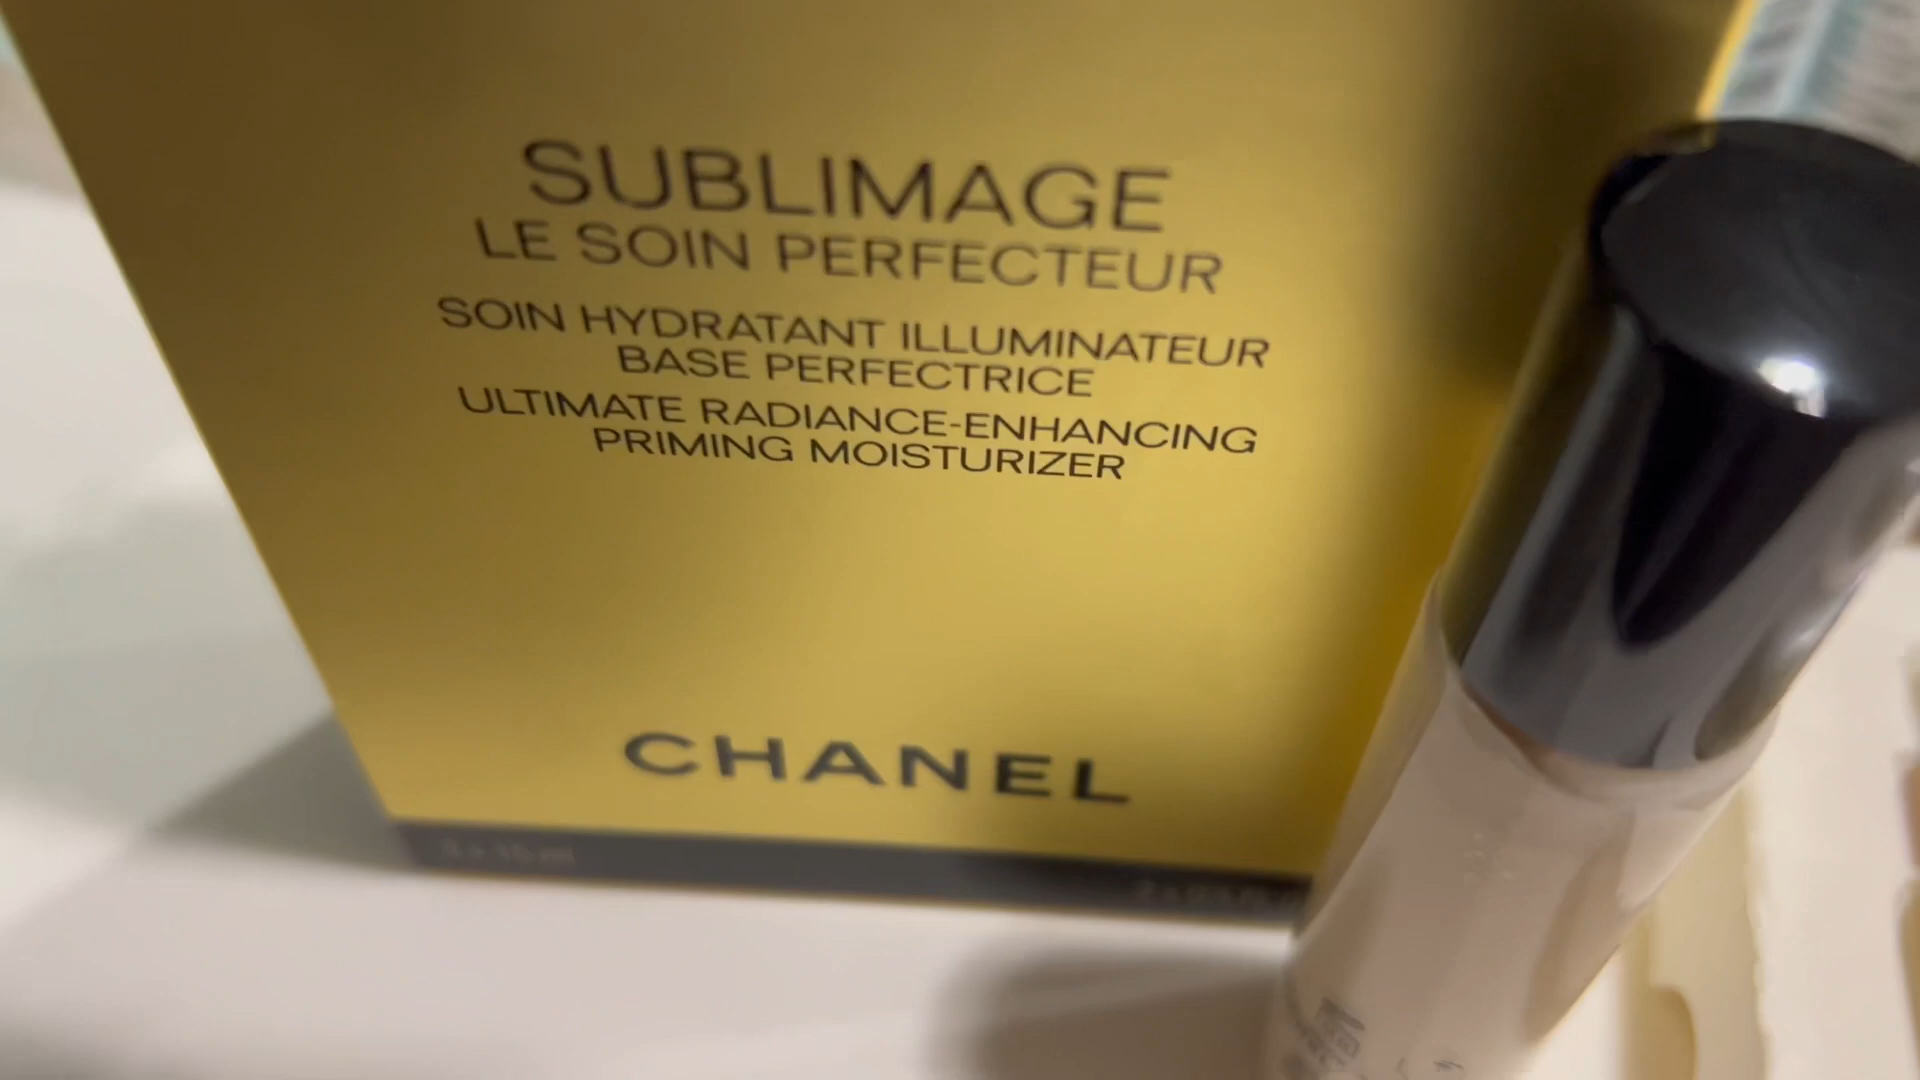 SUBLIMAGE
LE SOIN PERFECTEUR
SOIN HYDRATANT ILLUMINATEUR
BASE PERFECTRICE
ULTIMATE RADIANCE-ENHANCING
PRIMING MOISTURIZER
CHANEL